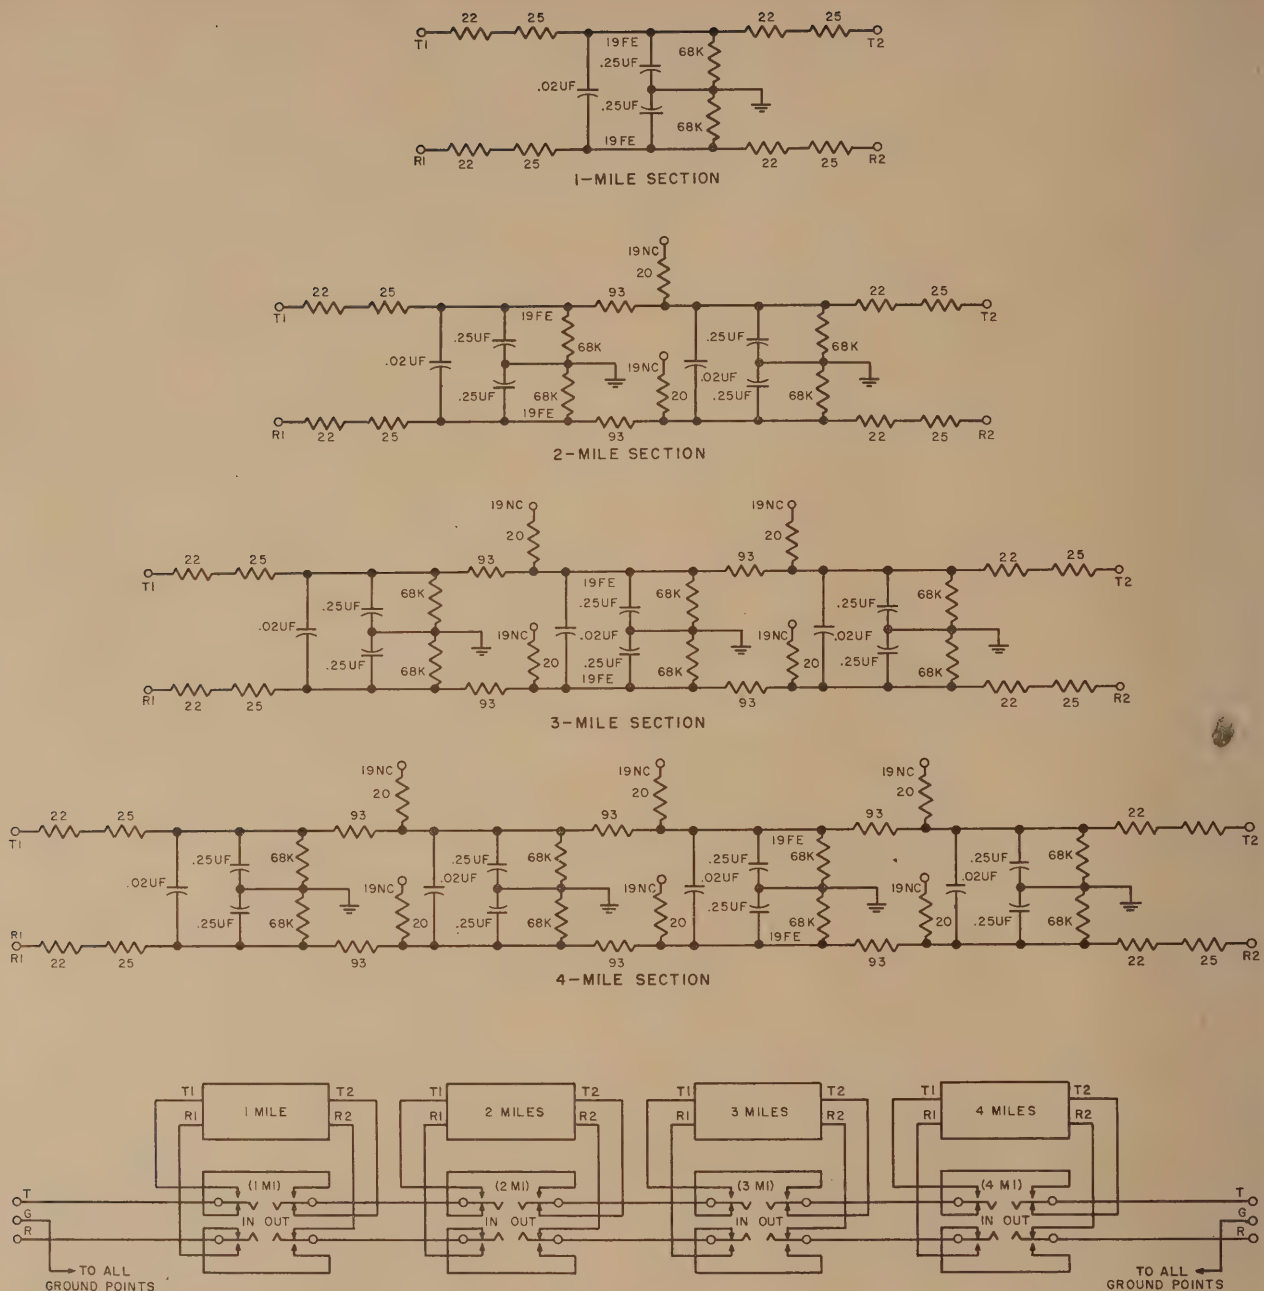 22 25 22 25
T1 19FE T2
68K
.25UF
.02UF
.25UF
68K
R1 19FE R2
22 25 22 25
1-MILE SECTION
19NC
20
22 25 93 22 25
T1 19FE T2
.25UF .25UF
68K 68K
.02UF 19NC .02UF
.25UF 68K 20 .25UF 68K
19FE
R1 R2
22 25 93 22 25
2-MILE SECTION
19NC 19NC
20 20
22 25 93 93 22 25
T1 19FE T2
68K 68K 68K
.25UF .25UF .25UF
.02UF 19NC .02UF 19NC .02UF
.25UF 68K 20 .25UF 68K 20 .25UF 68K
19FE
R1 R2
22 25 93 93 22 25
3-MILE SECTION
19NC 19NC 19NC
20 20 20
22 25 93 93 93 22
T1 19FE T2
68K 68K 68K 68K
.25UF .25UF .25UF .25UF
.02UF 19NC .02UF 19NC .02UF 19NC .02UF
.25UF 68K 20 .25UF 68K 20 .25UF 68K 20 .25UF 68K
R1 19FE
R1 R2
22 25 93 93 93 22 25
4-MILE SECTION
T1 T2 T1 T2 T1 T2 T1 T2
1 MILE 2 MILES 3 MILES 4 MILES
R1 R2 R1 R2 R1 R2 R1 R2
(1 MI) (2 MI) (3 MI) (4 MI)
T T
G IN OUT IN OUT IN OUT IN OUT G
R R
TO ALL GROUND POINTS
TO ALL GROUND POINTS